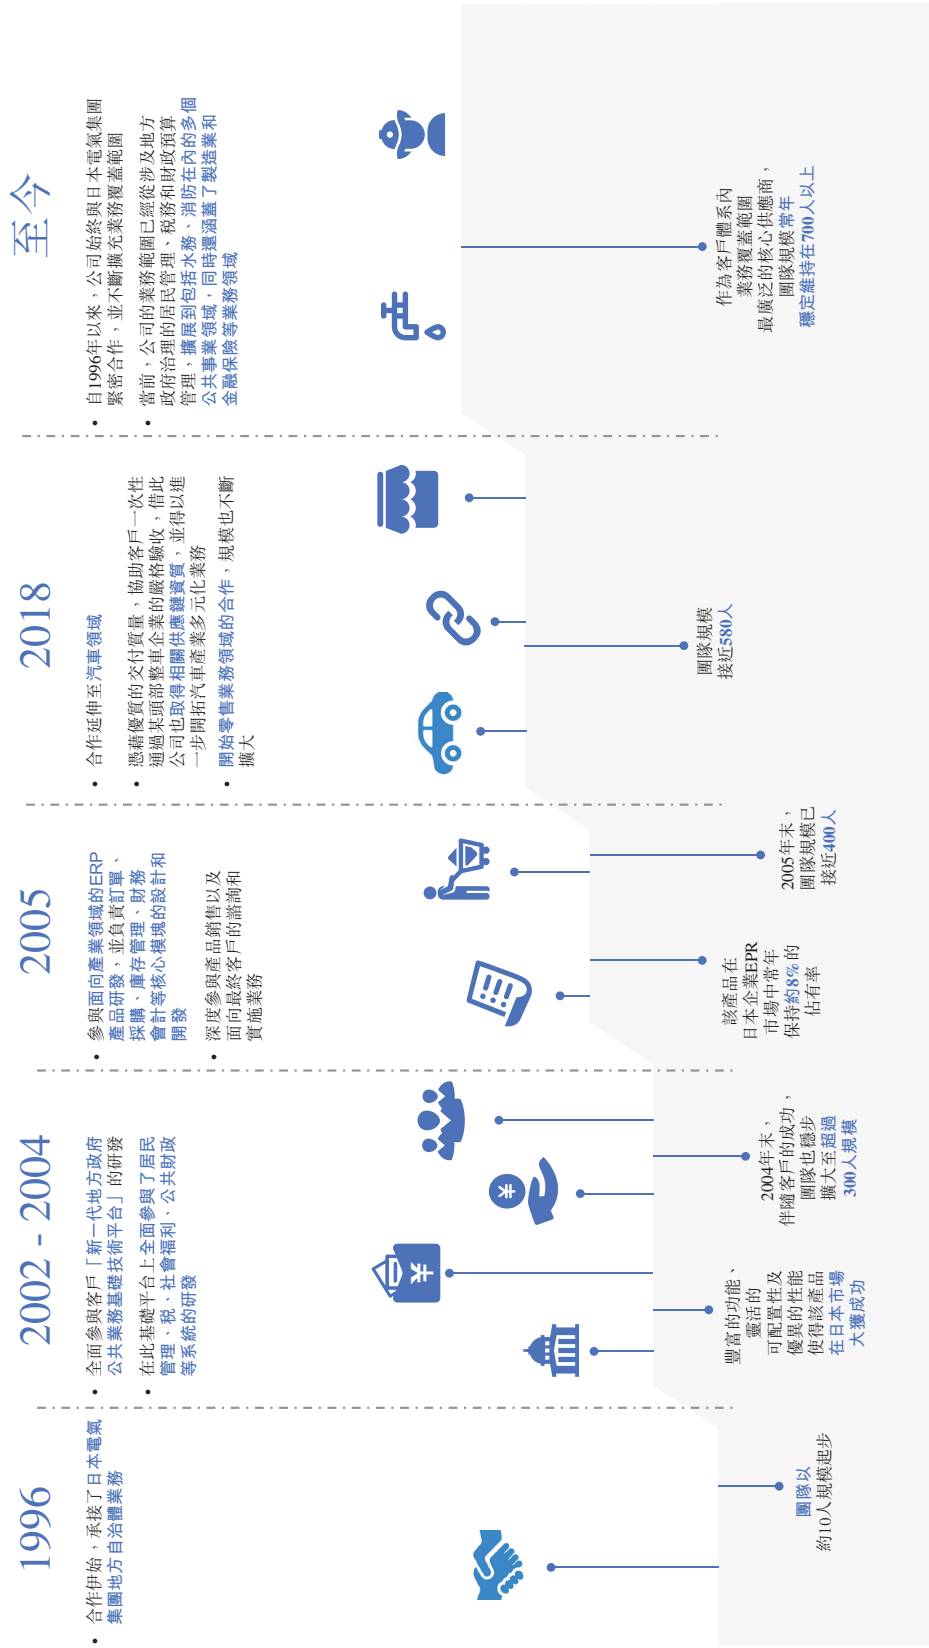 1996
• 合作伊始，承接了日本電氣
集團地方自治體業務
團隊以
約10人規模起步
2002 - 2004
• 全面參與客戶「新一代地方政府
公共業務基礎技術平台」的研發
• 在此基礎平台上全面參與了居民
管理、税、社會福利、公共財政
等系統的研發
豐富的功能、
靈活的
可配置性及
優異的性能
使得該產品
在日本市場
大獲成功
2004年末，
伴隨客戶的成功，
團隊也穩步
擴大至超過
300人規模
2005
• 參與面向產業領域的ERP
產品研發，並負責訂單、
採購、庫存管理、財務
會計等核心模塊的設計和
開發
• 深度參與產品銷售以及
面向最終客戶的諮詢和
實施業務
該產品在
日本企業EPR
市場中常年
保持約8% 的
佔有率
2005年末，
團隊規模已
接近400人
2018
• 合作延伸至汽車領域
• 憑藉優質的交付質量，協助客戶一次性
通過某頭部整車企業的嚴格驗收，借此
公司也取得相關供應鏈資質，並得以進
一步開拓汽車產業多元化業務
• 開始零售業務領域的合作，規模也不斷
擴大
團隊規模
接近580人
至今
• 自1996年以來，公司始終與日本電氣集團
緊密合作，並不斷擴充業務覆蓋範圍
• 當前，公司的業務範圍已經從涉及地方
政府治理的居民管理、税務和財政預算
管理，擴展到包括水務、消防在內的多個
公共事業領域，同時還涵蓋了製造業和
金融保險等業務領域
作為客戶體系內
業務覆蓋範圍
最廣泛的核心供應商，
團隊規模常年
穩定維持在700人以上